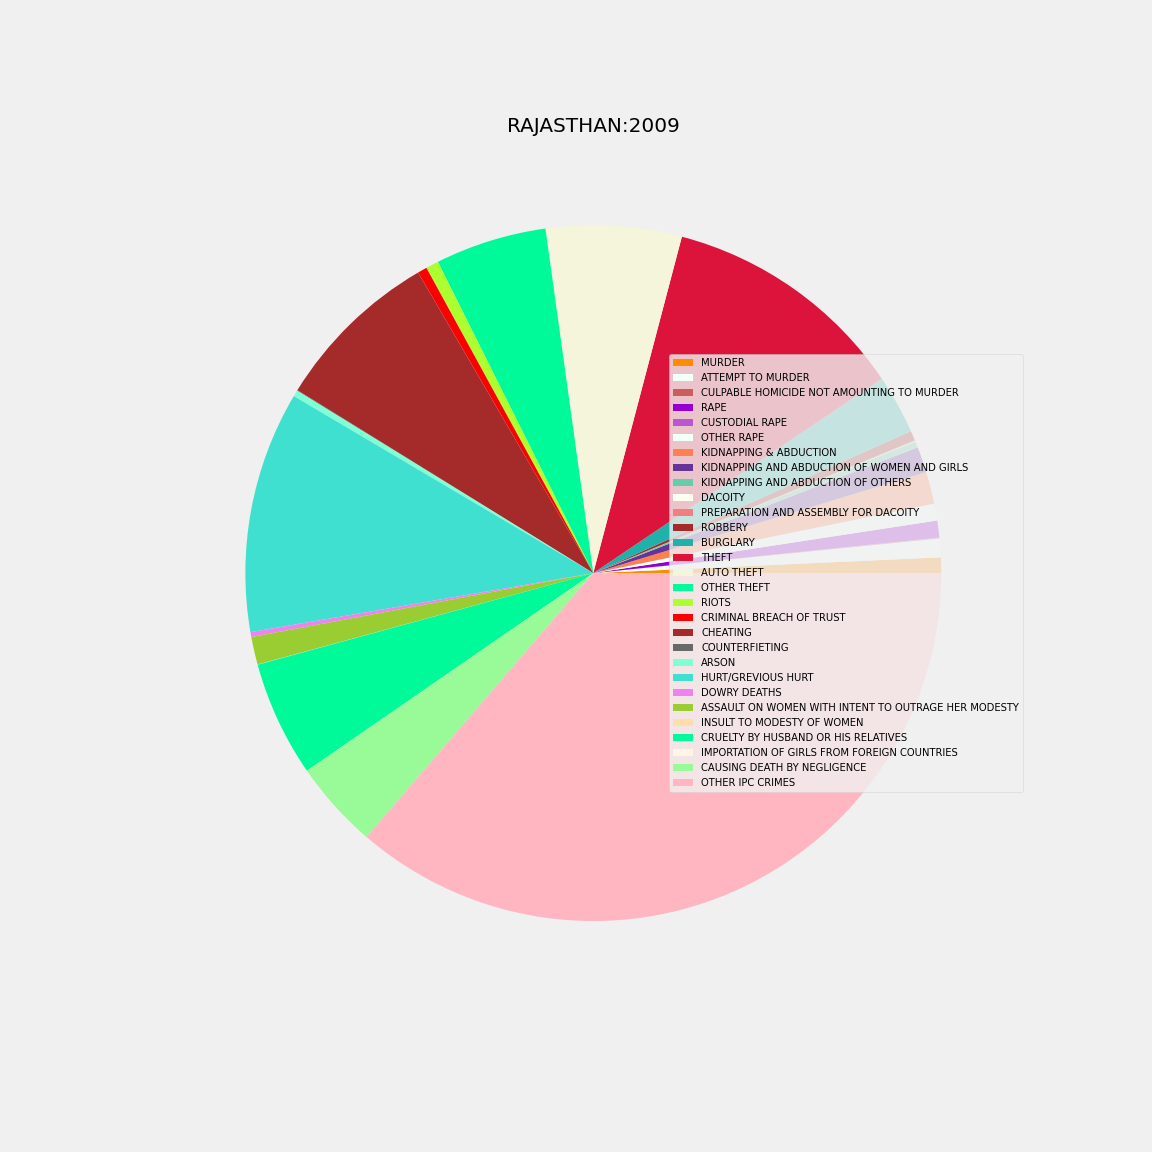 RAJASTHAN:2009
MURDER
ATTEMPT TO MURDER
CULPABLE HOMICIDE NOT AMOUNTING TO MURDER
RAPE
CUSTODIAL RAPE
OTHER RAPE
KIDNAPPING & ABDUCTION
KIDNAPPING AND ABDUCTION OF WOMEN AND GIRLS
KIDNAPPING AND ABDUCTION OF OTHERS
DACOITY
PREPARATION AND ASSEMBLY FOR DACOITY
ROBBERY
BURGLARY
THEFT
AUTO THEFT
OTHER THEFT
RIOTS
CRIMINAL BREACH OF TRUST
CHEATING
COUNTERFIETING
ARSON
HURT/GREVIOUS HURT
DOWRY DEATHS
ASSAULT ON WOMEN WITH INTENT TO OUTRAGE HER MODESTY
INSULT TO MODESTY OF WOMEN
CRUELTY BY HUSBAND OR HIS RELATIVES
IMPORTATION OF GIRLS FROM FOREIGN COUNTRIES
CAUSING DEATH BY NEGLIGENCE
OTHER IPC CRIMES